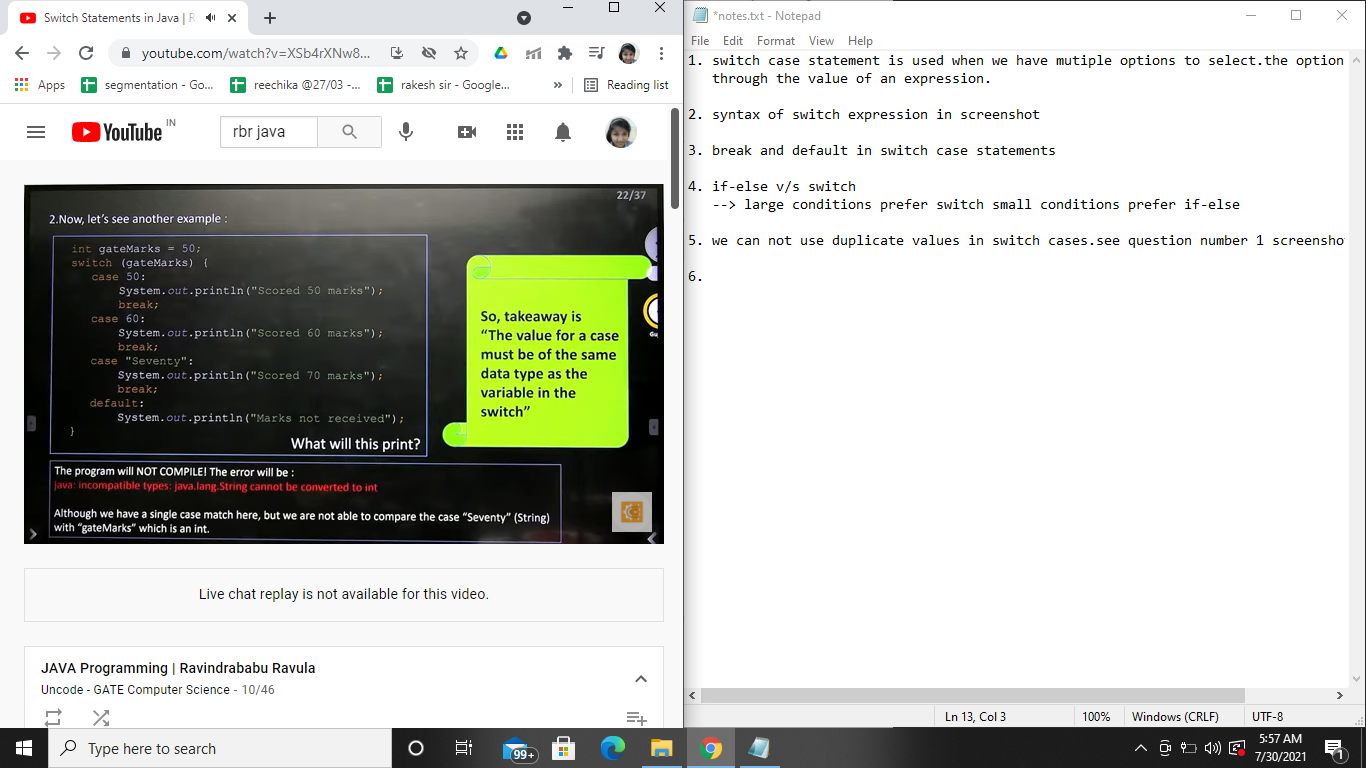 Switch Statements in Java | R
youtube.com/watch?v=XSb4rXNw8...
Apps
segmentation - Go...
reechika @27/03 -...
rakesh sir - Google...
»
Reading list
YouTube IN
rbr java
22/37
2.Now, let's see another example :
int gateMarks = 50;
switch (gateMarks) {
case 50:
System.out.println("Scored 50 marks");
break;
case 60:
System.out.println("Scored 60 marks");
break;
case "Seventy":
System.out.println("Scored 70 marks");
break;
default:
System.out.println("Marks not received");
}
What will this print?
So, takeaway is
"The value for a case
must be of the same
data type as the
variable in the
switch"
The program will NOT COMPILE! The error will be :
java: incompatible types: java.lang.String cannot be converted to int
Although we have a single case match here, but we are not able to compare the case "Seventy" (String)
with "gateMarks" which is an int.
Live chat replay is not available for this video.
JAVA Programming | Ravindrababu Ravula
Uncode - GATE Computer Science - 10/46
*notes.txt - Notepad
File Edit Format View Help
1. switch case statement is used when we have mutiple options to select.the option
through the value of an expression.
2. syntax of switch expression in screenshot
3. break and default in switch case statements
4. if-else v/s switch
--> large conditions prefer switch small conditions prefer if-else
5. we can not use duplicate values in switch cases.see question number 1 screensho
6.
Ln 13, Col 3
100%
Windows (CRLF)
UTF-8
Type here to search
99+
5:57 AM
7/30/2021
1